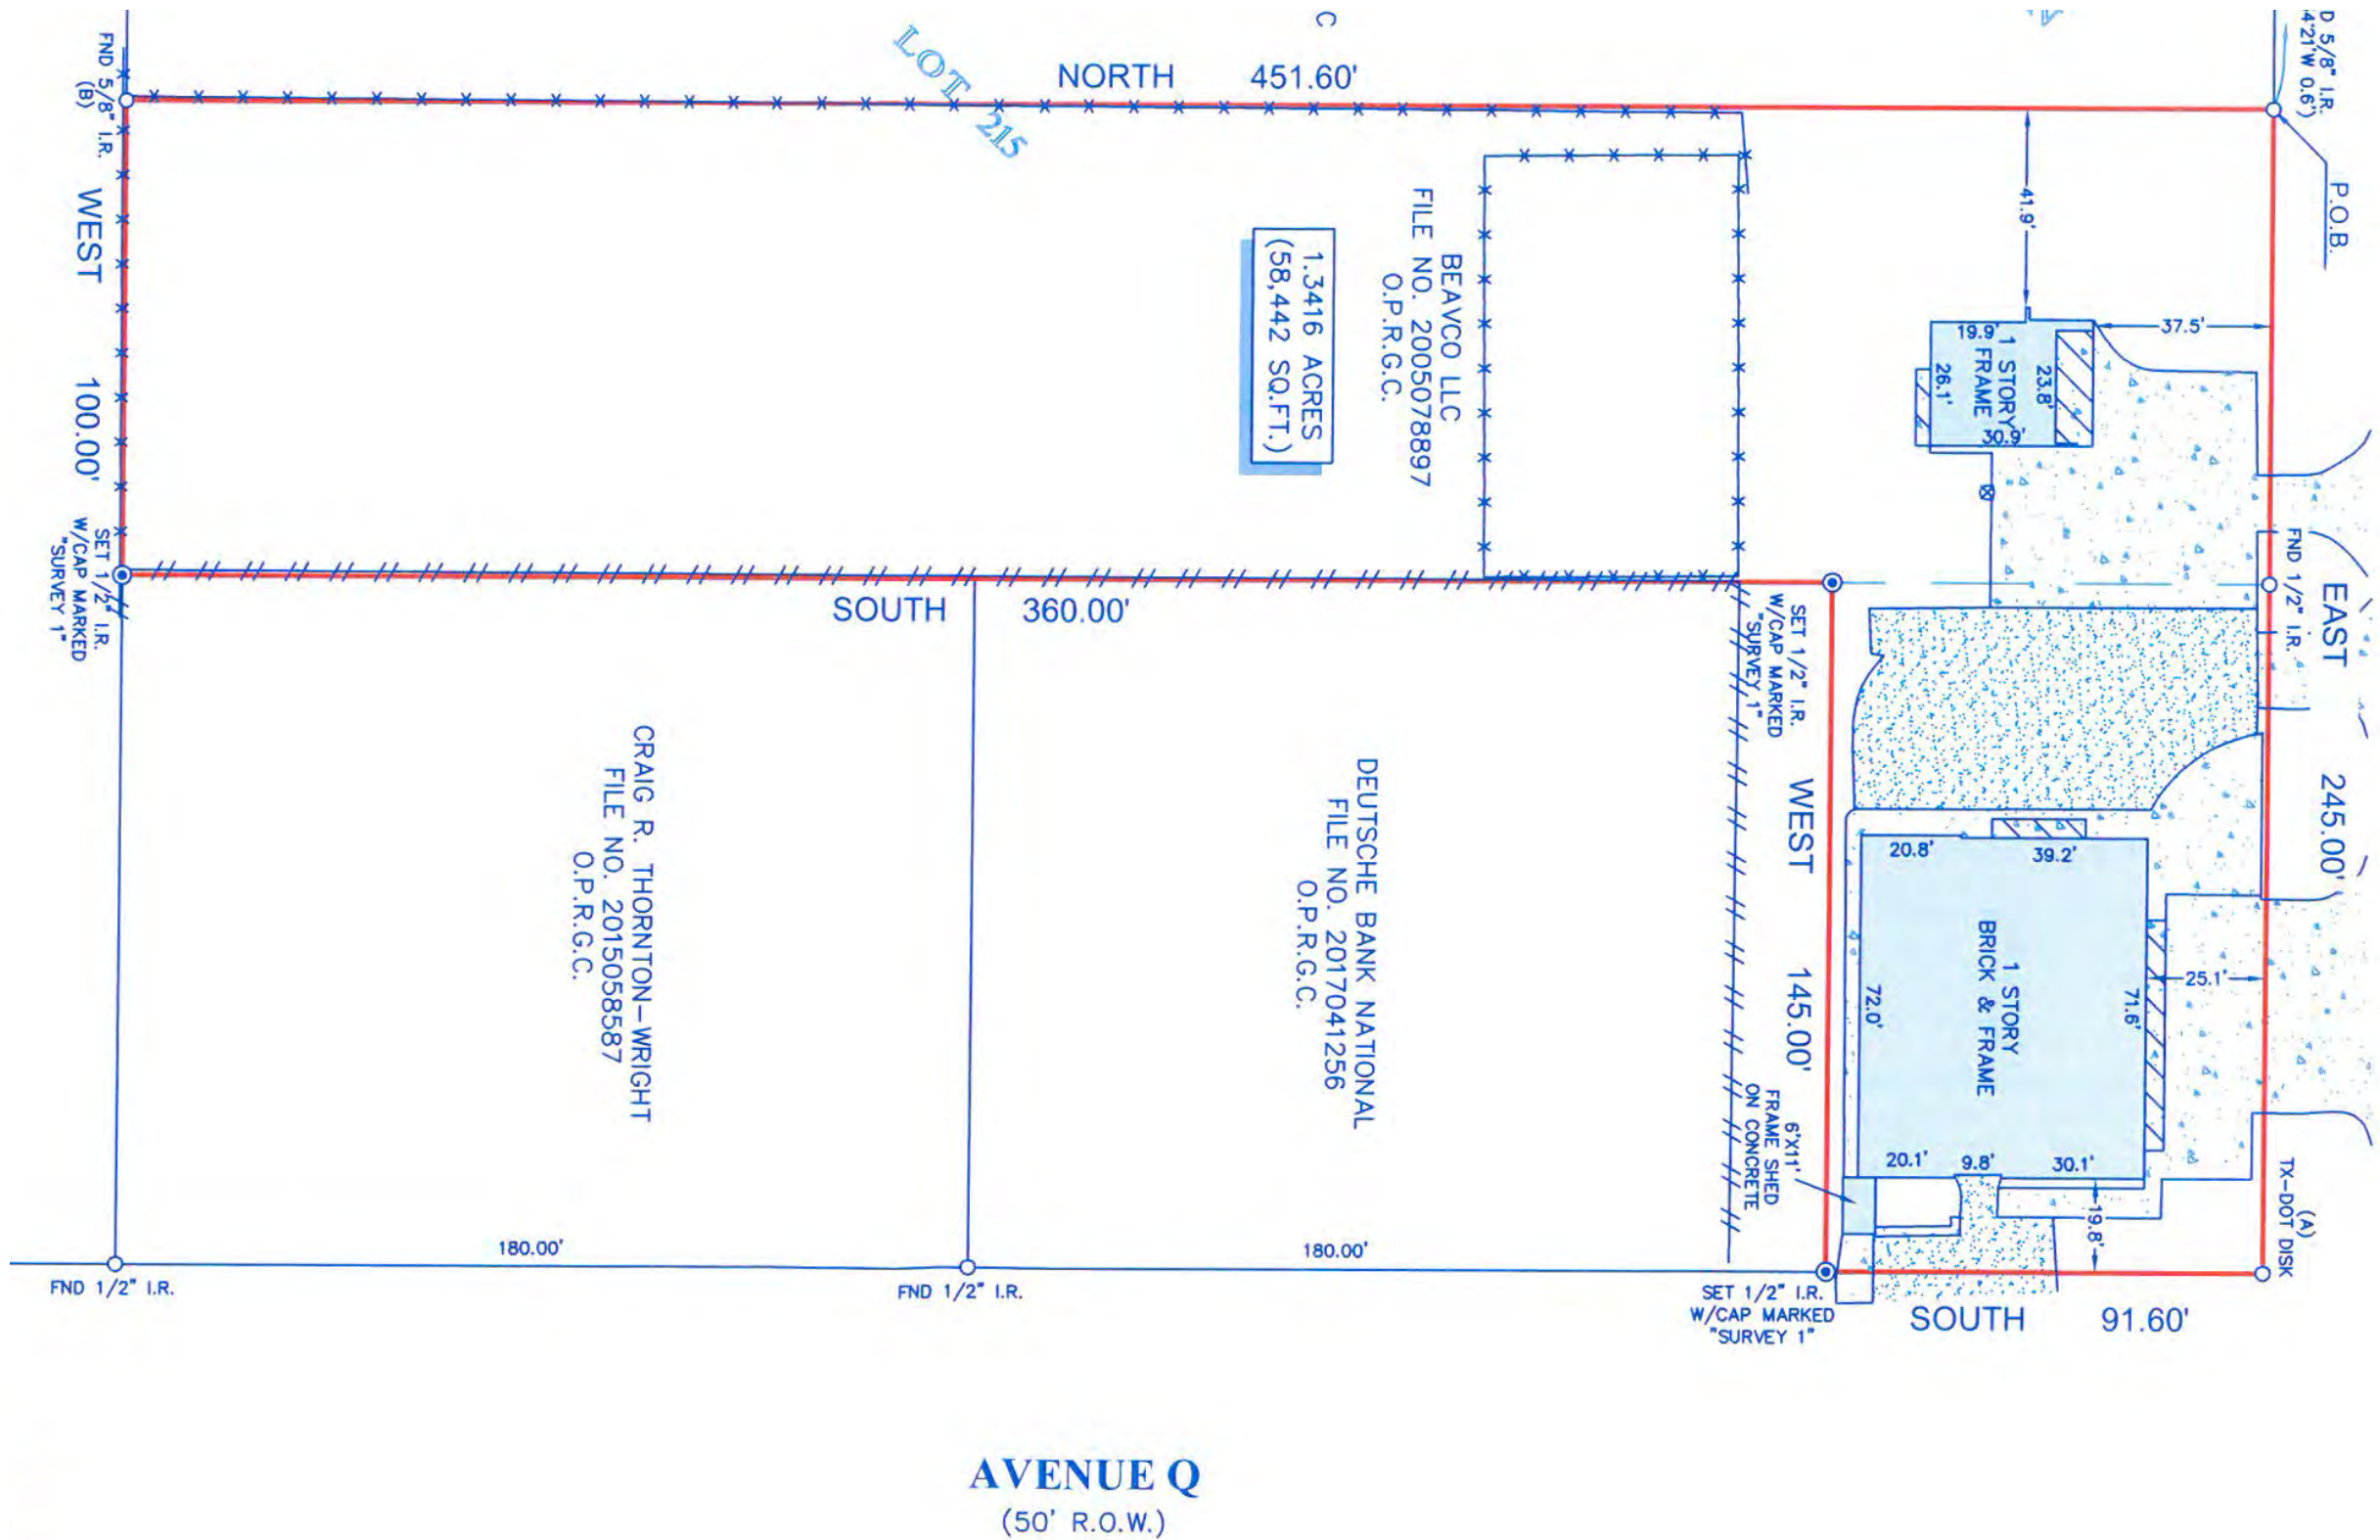 C
NORTH 451.60'
LOT 215
FND 5/8" I.R.
(B)
WEST 100.00'
SET 1/2" I.R.
W/CAP MARKED
"SURVEY 1"
D 5/8" I.R.
4'21"W 0.6')
P.O.B.
41.9'
37.5'
19.9'
1 STORY
FRAME
23.8'
26.1'
30.9'
BEAVCO LLC
FILE NO. 2005078897
O.P.R.G.C.
1.3416 ACRES
(58,442 SQ.FT.)
FND 1/2" I.R.
EAST 245.00'
SOUTH 360.00'
SET 1/2" I.R.
W/CAP MARKED
"SURVEY 1"
WEST 145.00'
CRAIG R. THORNTON-WRIGHT
FILE NO. 2015058587
O.P.R.G.C.
DEUTSCHE BANK NATIONAL
FILE NO. 2017041256
O.P.R.G.C.
20.8'
39.2'
1 STORY
BRICK & FRAME
72.0'
71.6'
25.1'
20.1'
9.8'
30.1'
19.8'
6'X11'
FRAME SHED
ON CONCRETE
(A)
TX-DOT DISK
180.00'
180.00'
FND 1/2" I.R.
FND 1/2" I.R.
SET 1/2" I.R.
W/CAP MARKED
"SURVEY 1"
SOUTH 91.60'
AVENUE Q
(50' R.O.W.)